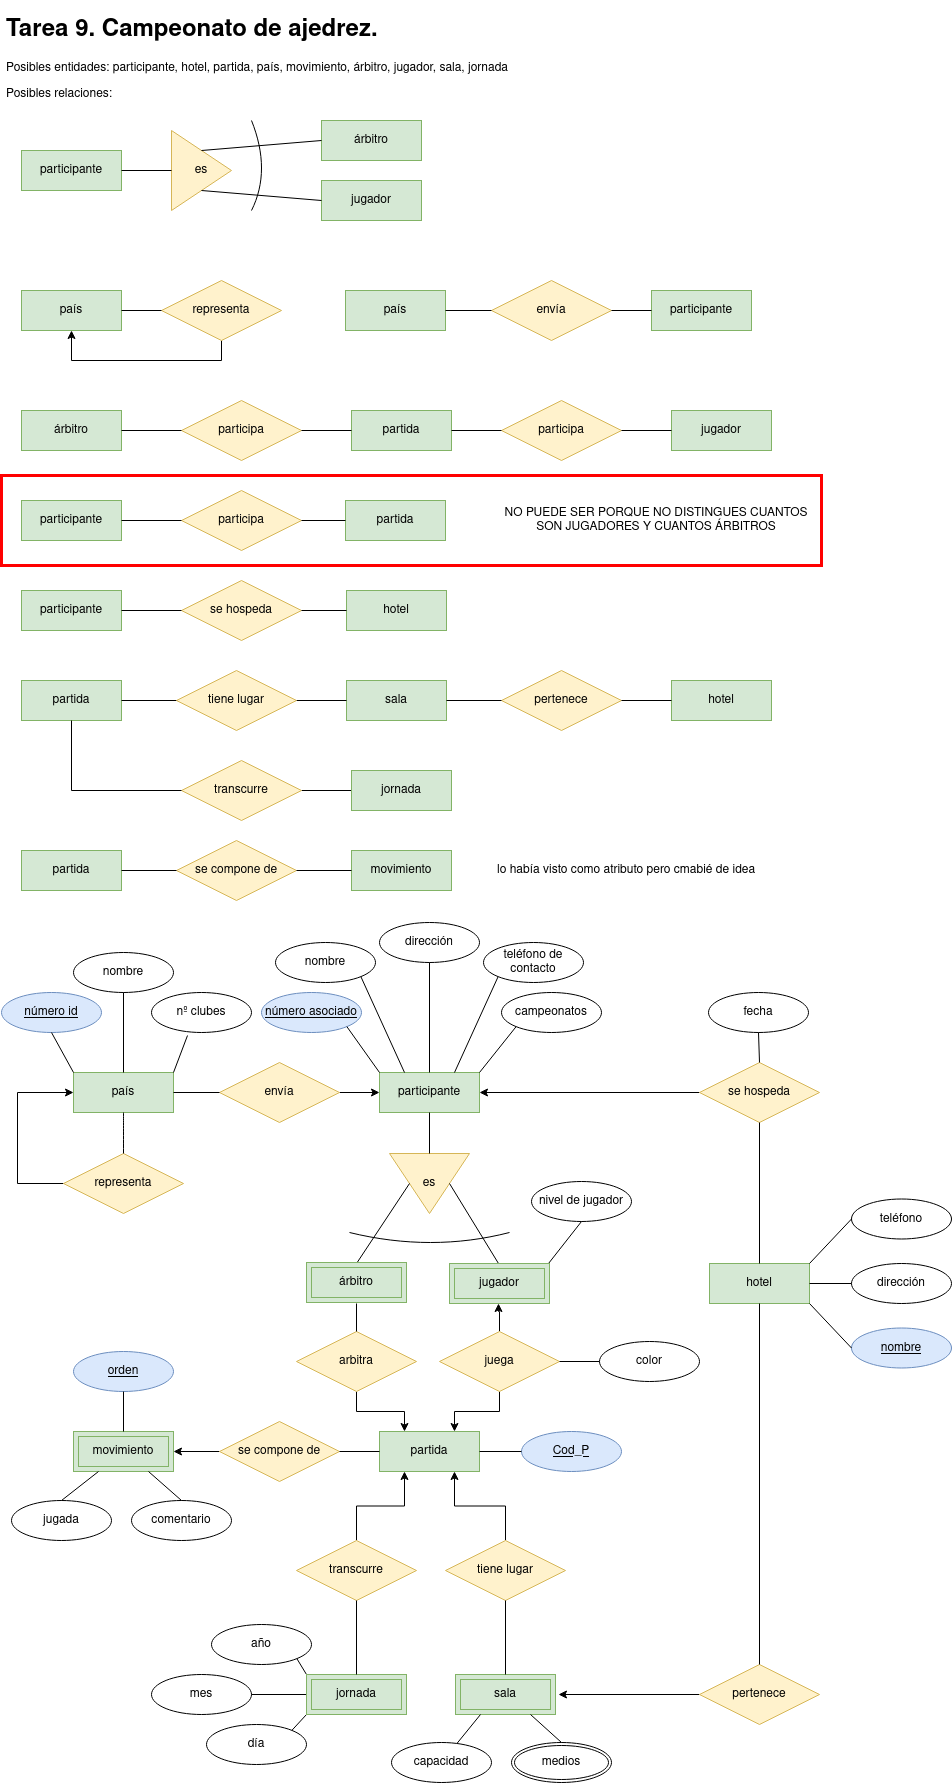 Tarea 9. Campeonato de ajedrez.
Posibles entidades: participante, hotel, partida, país, movimiento, árbitro, jugador, sala, jornada
Posibles relaciones:
árbitro
participante
es
jugador
país
representa
país
envía
participante
árbitro
participa
partida
participa
jugador
participante
participa
partida
NO PUEDE SER PORQUE NO DISTINGUES CUANTOS
SON JUGADORES Y CUANTOS ÁRBITROS
participante
se hospeda
hotel
partida
tiene lugar
sala
pertenece
hotel
transcurre
jornada
partida
se compone de
movimiento
lo había visto como atributo pero cmabié de idea
dirección
nombre
nombre
teléfono de
contacto
número id
nº clubes
número asociado
campeonatos
fecha
país
envía
participante
se hospeda
representa
es
nivel de jugador
teléfono
árbitro
jugador
hotel
dirección
nombre
arbitra
juega
color
orden
movimiento
se compone de
partida
Cod_P
jugada
comentario
transcurre
tiene lugar
año
mes
jornada
sala
pertenece
día
capacidad
medios